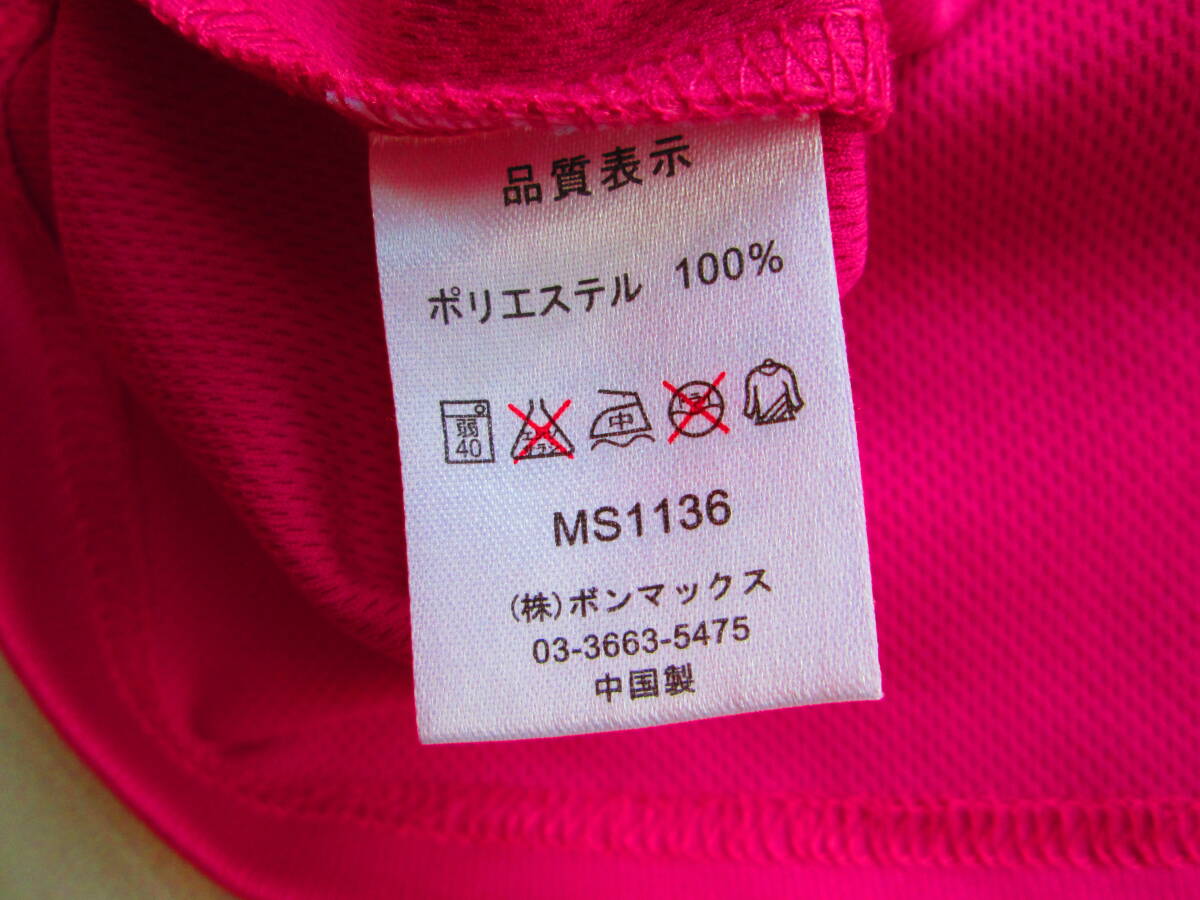 品質表示
ポリエステル 100%
弱 中
40
MS1136
(株)ボンマックス
03-3663-5475
中国製